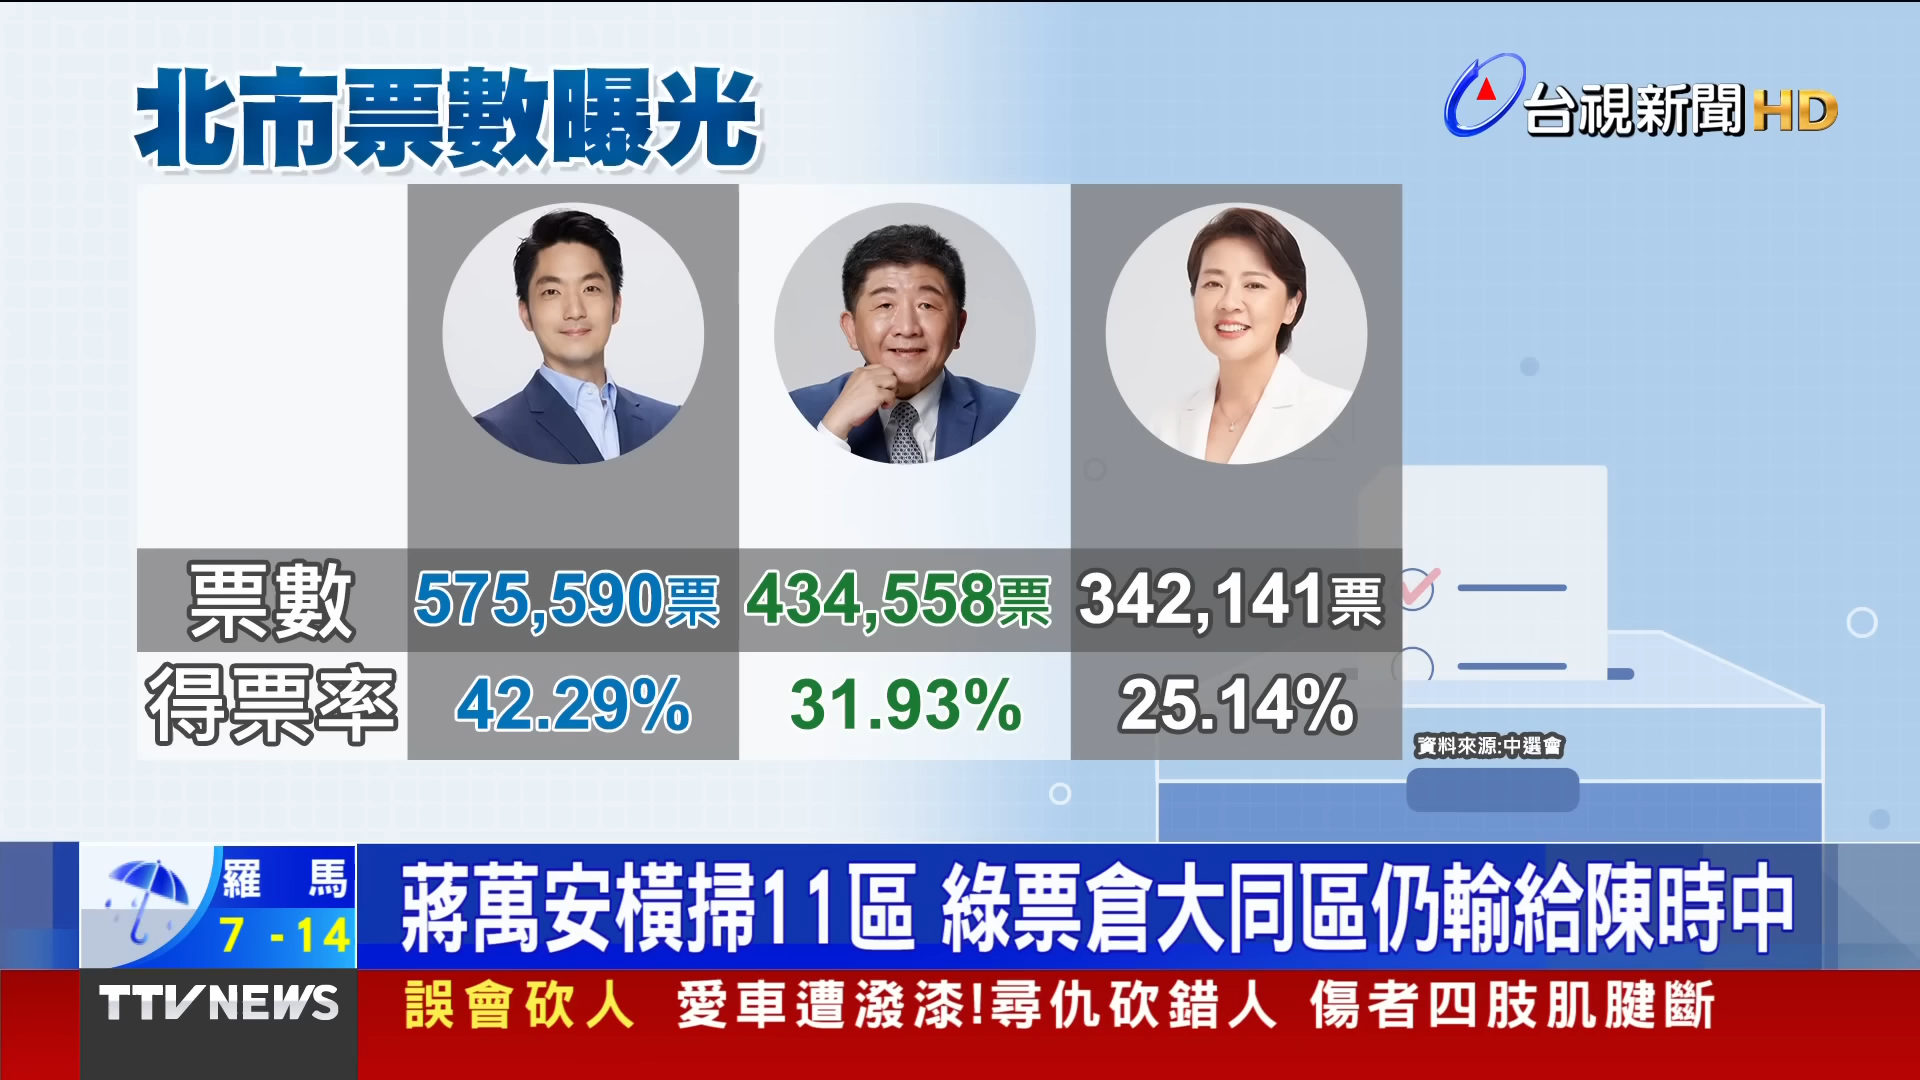 北市票數曝光
台視新聞HD
票數 575,590票 434,558票 342,141票
得票率 42.29% 31.93% 25.14%
資料來源:中選會
羅 馬
7 -14
蔣萬安橫掃11區 綠票倉大同區仍輸給陳時中
TTV NEWS
誤會砍人 愛車遭潑漆!尋仇砍錯人 傷者四肢肌腱斷